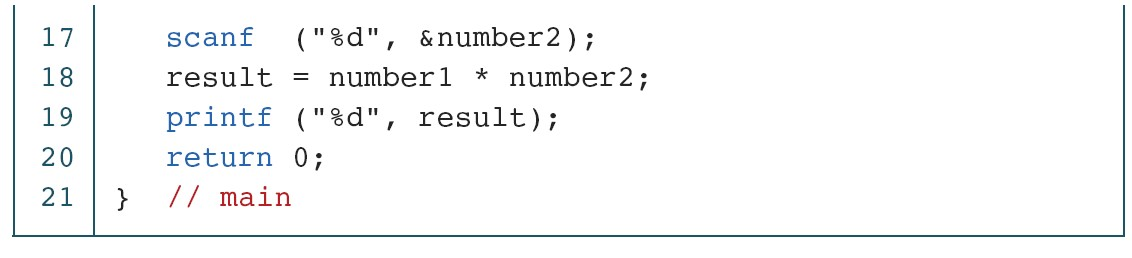 17 scanf ("%d", &number2);
18 result = number1 * number2;
19 printf ("%d", result);
20 return 0;
21 } // main